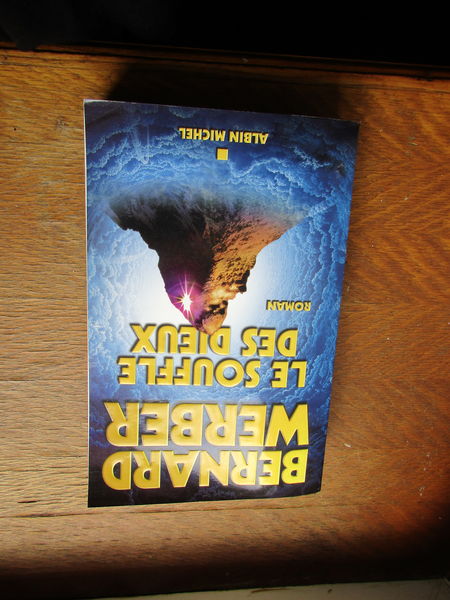 BERNARD
WERBER
LE SOUFFLE
DES DIEUX
ROMAN
ALBIN MICHEL